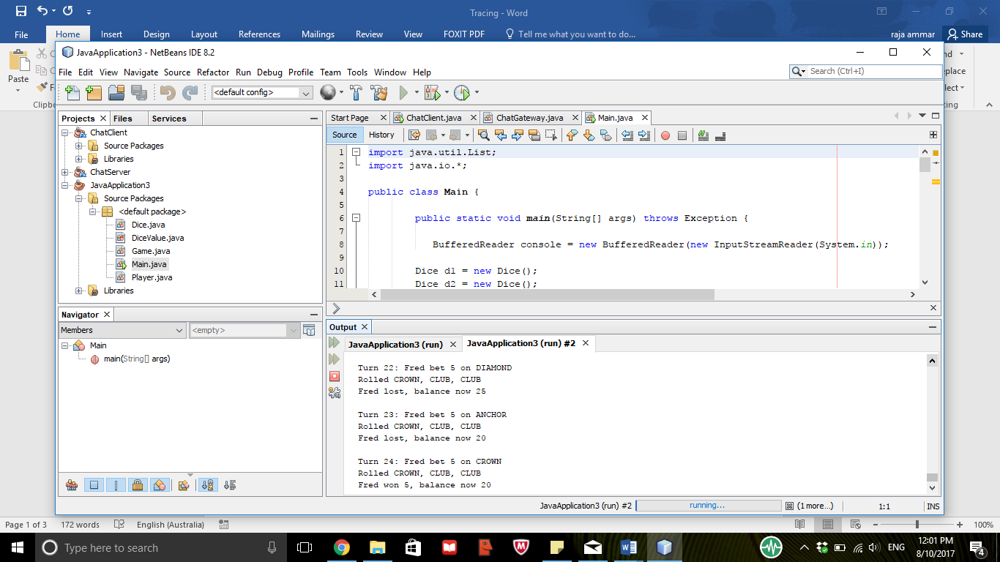 Tracing - Word
File Home Insert Design Layout References Mailings Review View FOXIT PDF Tell me what you want to do... raja ammar Share
Paste
JavaApplication3 - NetBeans IDE 8.2
File Edit View Navigate Source Refactor Run Debug Profile Team Tools Window Help
Search (Ctrl+I)
<default config>
Projects Files Services
ChatClient
Source Packages
Libraries
ChatServer
JavaApplication3
Source Packages
<default package>
Dice.java
DiceValue.java
Game.java
Main.java
Player.java
Libraries
Navigator
Members <empty>
Main
main(String[] args)
Start Page ChatClient.java ChatGateway.java Main.java
Source History
1 import java.util.List;
2 import java.io.*;
3
4 public class Main {
5
6 public static void main(String[] args) throws Exception {
7
8 BufferedReader console = new BufferedReader(new InputStreamReader(System.in));
9
10 Dice d1 = new Dice();
11 Dice d2 = new Dice();
Output
JavaApplication3 (run) JavaApplication3 (run) #2
Turn 22: Fred bet 5 on DIAMOND
Rolled CROWN, CLUB, CLUB
Fred lost, balance now 25
Turn 23: Fred bet 5 on ANCHOR
Rolled CROWN, CLUB, CLUB
Fred lost, balance now 20
Turn 24: Fred bet 5 on CROWN
Rolled CROWN, CLUB, CLUB
Fred won 5, balance now 20
JavaApplication3 (run) #2 running... (1 more...) 1:1 INS
Page 1 of 3 172 words English (Australia) 100%
Type here to search
ENG
12:01 PM
8/10/2017
4